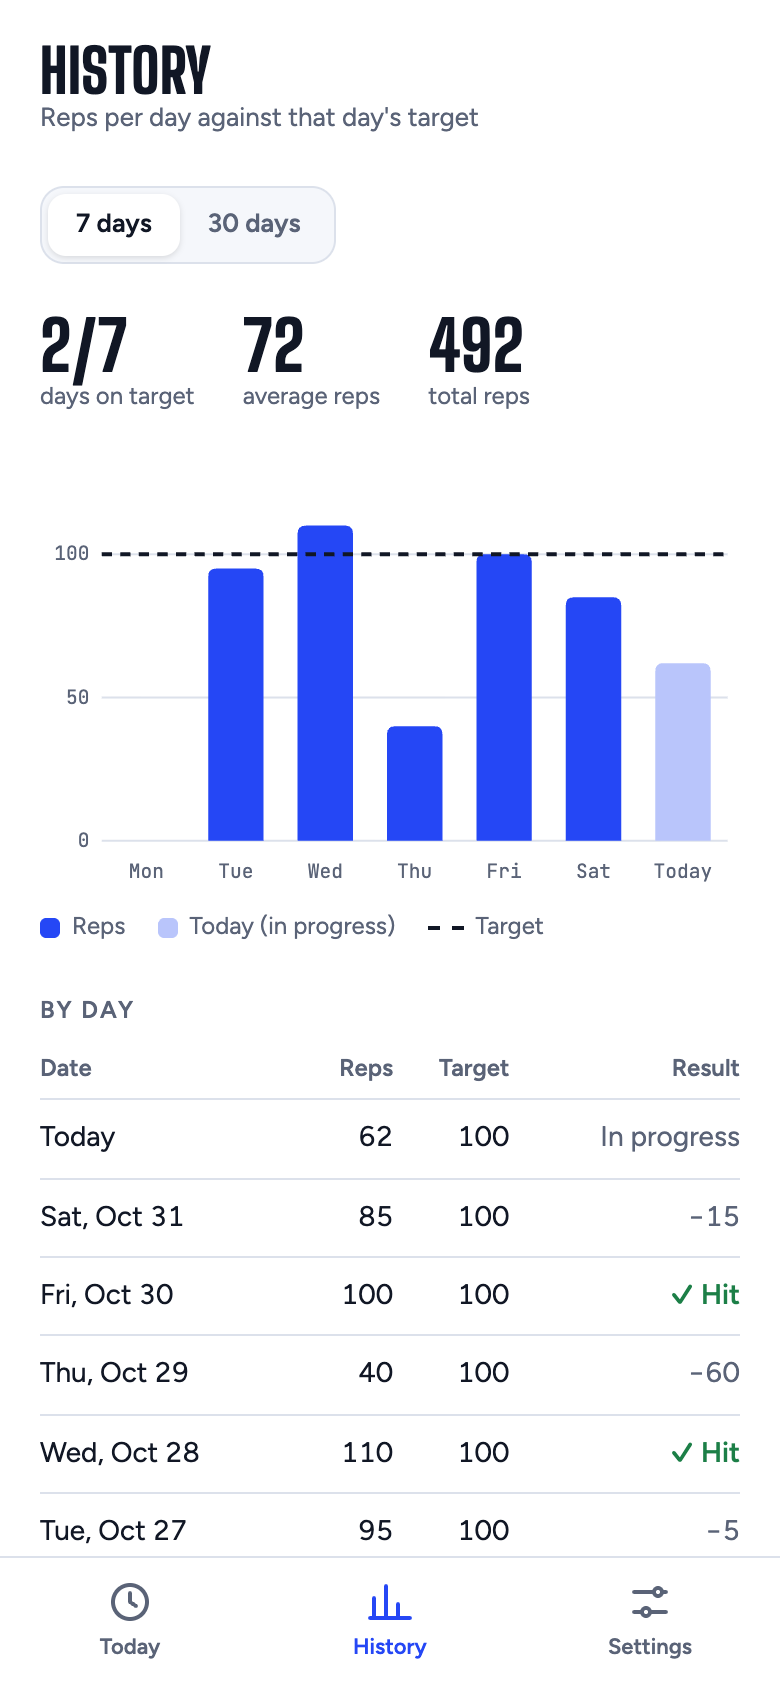 HISTORY
Reps per day against that day's target
7 days 30 days
2/7 72 492
days on target average reps total reps
100
50
0
Mon Tue Wed Thu Fri Sat Today
Reps Today (in progress) Target
BY DAY
Date Reps Target Result
Today 62 100 In progress
Sat, Oct 31 85 100 −15
Fri, Oct 30 100 100 ✓ Hit
Thu, Oct 29 40 100 −60
Wed, Oct 28 110 100 ✓ Hit
Tue, Oct 27 95 100 −5
Today History Settings